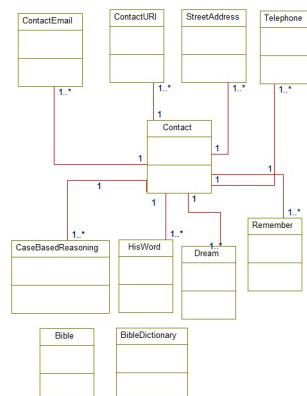 ContactEmail
ContactURI
StreetAddress
Telephone
1..*
1..*
1..*
1..*
1
1
Contact
1
1
1
1
1
1
1
1..*
1..*
1..*
1..
CaseBasedReasoning
HisWord
Dream
Remember
Bible
BibleDictionary